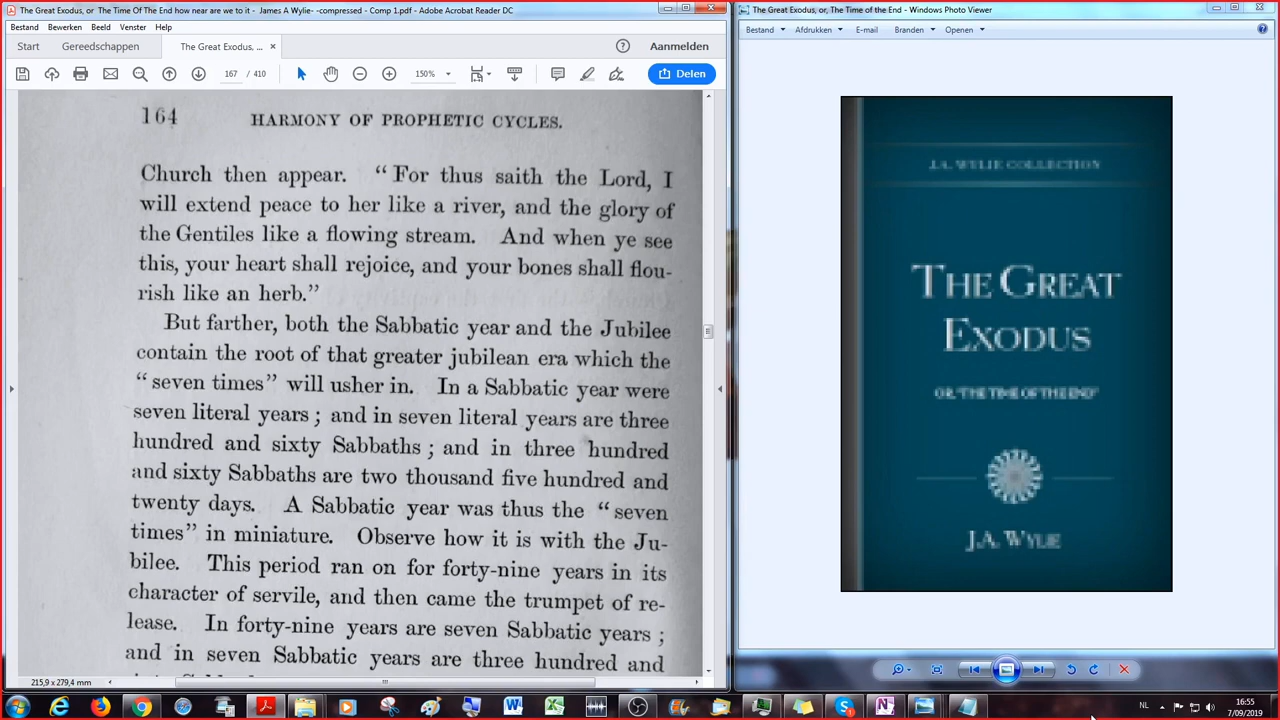 The Great Exodus, or The Time Of The End how near are we to it - James A Wylie- -compressed - Comp 1.pdf - Adobe Acrobat Reader DC
Bestand Bewerken Beeld Venster Help
Start Gereedschappen The Great Exodus, ... Aanmelden
167 / 410 150% Delen
164 HARMONY OF PROPHETIC CYCLES.
Church then appear. “For thus saith the Lord, I
will extend peace to her like a river, and the glory of
the Gentiles like a flowing stream. And when ye see
this, your heart shall rejoice, and your bones shall flou-
rish like an herb.”
But farther, both the Sabbatic year and the Jubilee
contain the root of that greater jubilean era which the
“seven times” will usher in. In a Sabbatic year were
seven literal years; and in seven literal years are three
hundred and sixty Sabbaths; and in three hundred
and sixty Sabbaths are two thousand five hundred and
twenty days. A Sabbatic year was thus the “seven
times” in miniature. Observe how it is with the Ju-
bilee. This period ran on for forty-nine years in its
character of servile, and then came the trumpet of re-
lease. In forty-nine years are seven Sabbatic years;
and in seven Sabbatic years are three hundred and
215,9 x 279,4 mm
The Great Exodus, or, The Time of the End - Windows Photo Viewer
Bestand Afdrukken E-mail Branden Openen
J.A. WYLIE COLLECTION
THE GREAT
EXODUS
OR, "THE TIME OF THE END"
J.A. WYLIE
NL 16:55
7/09/2019